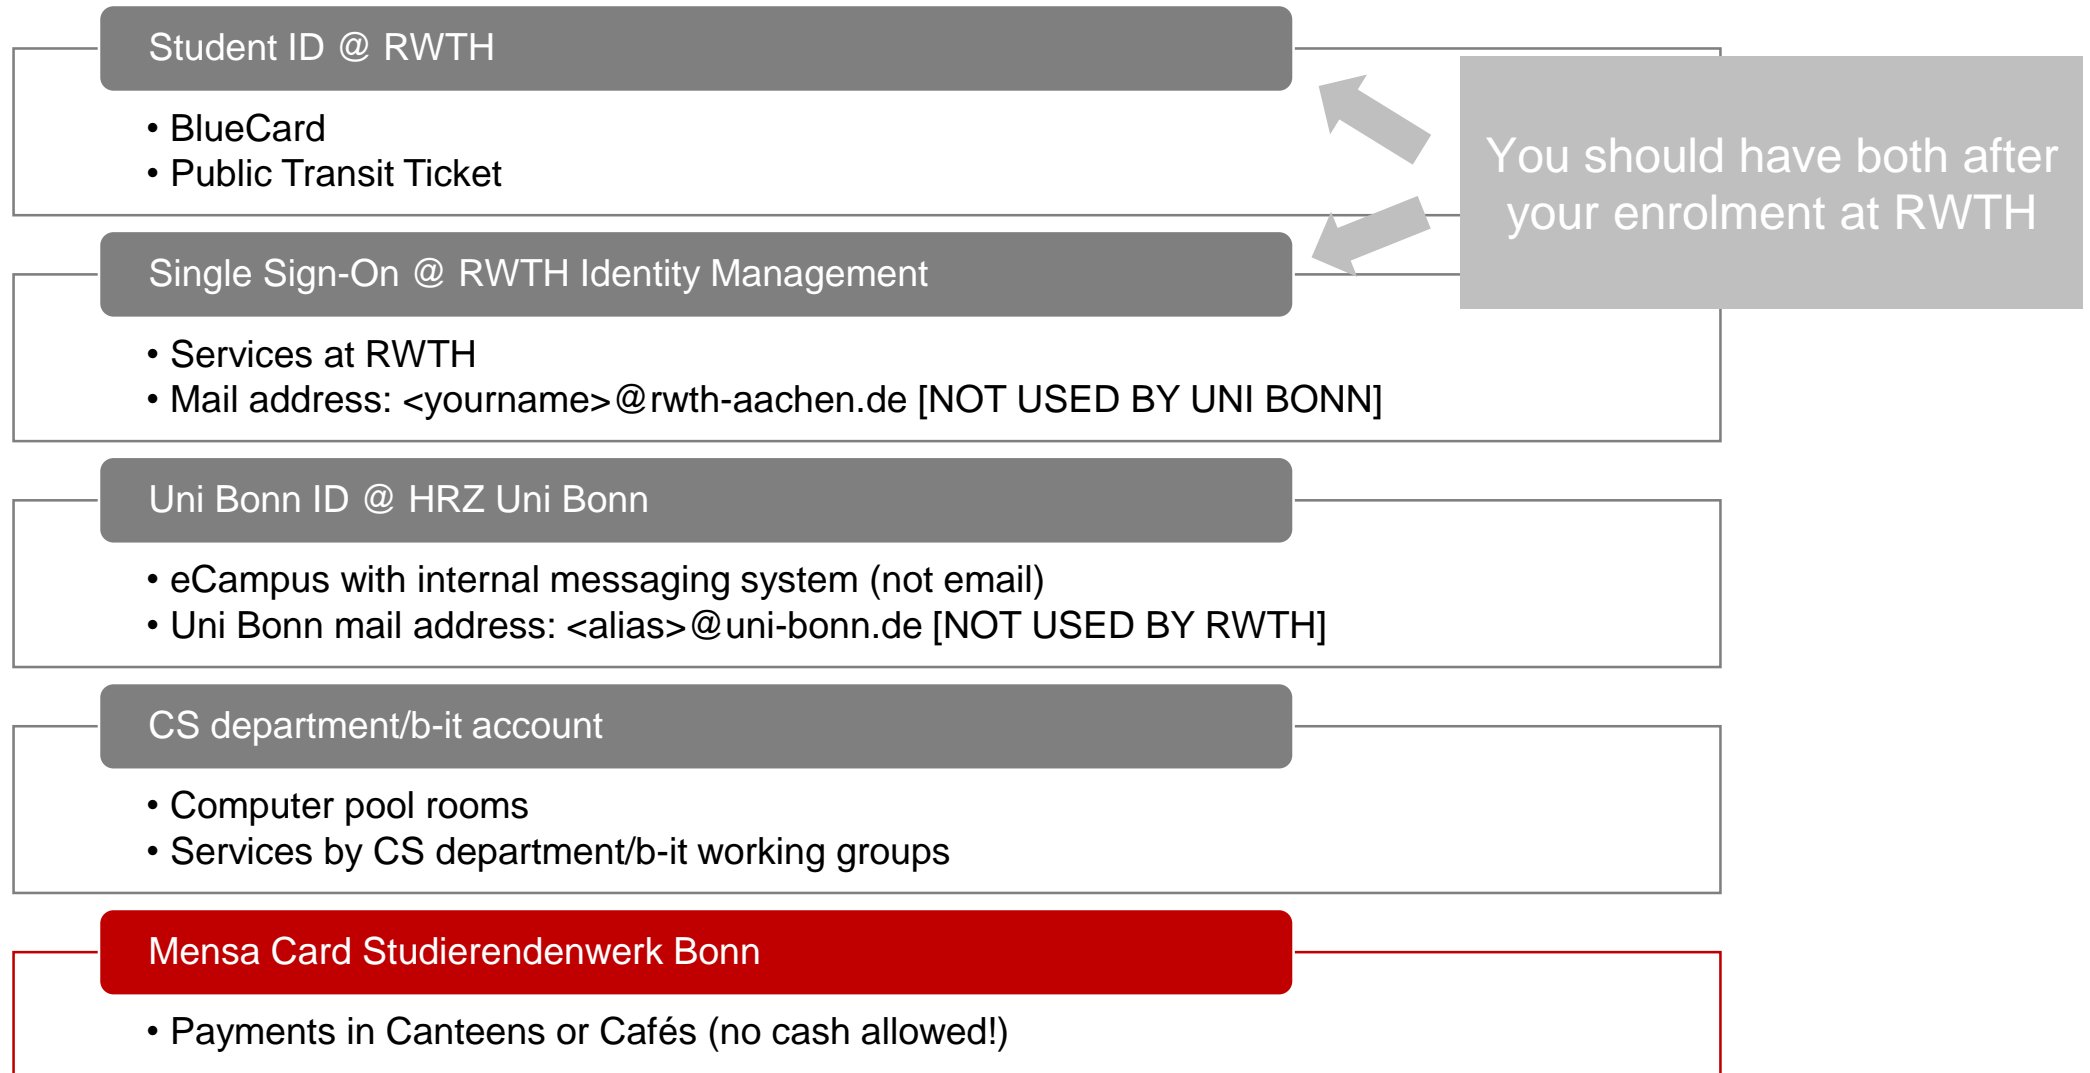 Student ID @ RWTH
• BlueCard
• Public Transit Ticket
You should have both after
your enrolment at RWTH
Single Sign-On @ RWTH Identity Management
• Services at RWTH
• Mail address: <yourname>@rwth-aachen.de [NOT USED BY UNI BONN]
Uni Bonn ID @ HRZ Uni Bonn
• eCampus with internal messaging system (not email)
• Uni Bonn mail address: <alias>@uni-bonn.de [NOT USED BY RWTH]
CS department/b-it account
• Computer pool rooms
• Services by CS department/b-it working groups
Mensa Card Studierendenwerk Bonn
• Payments in Canteens or Cafés (no cash allowed!)